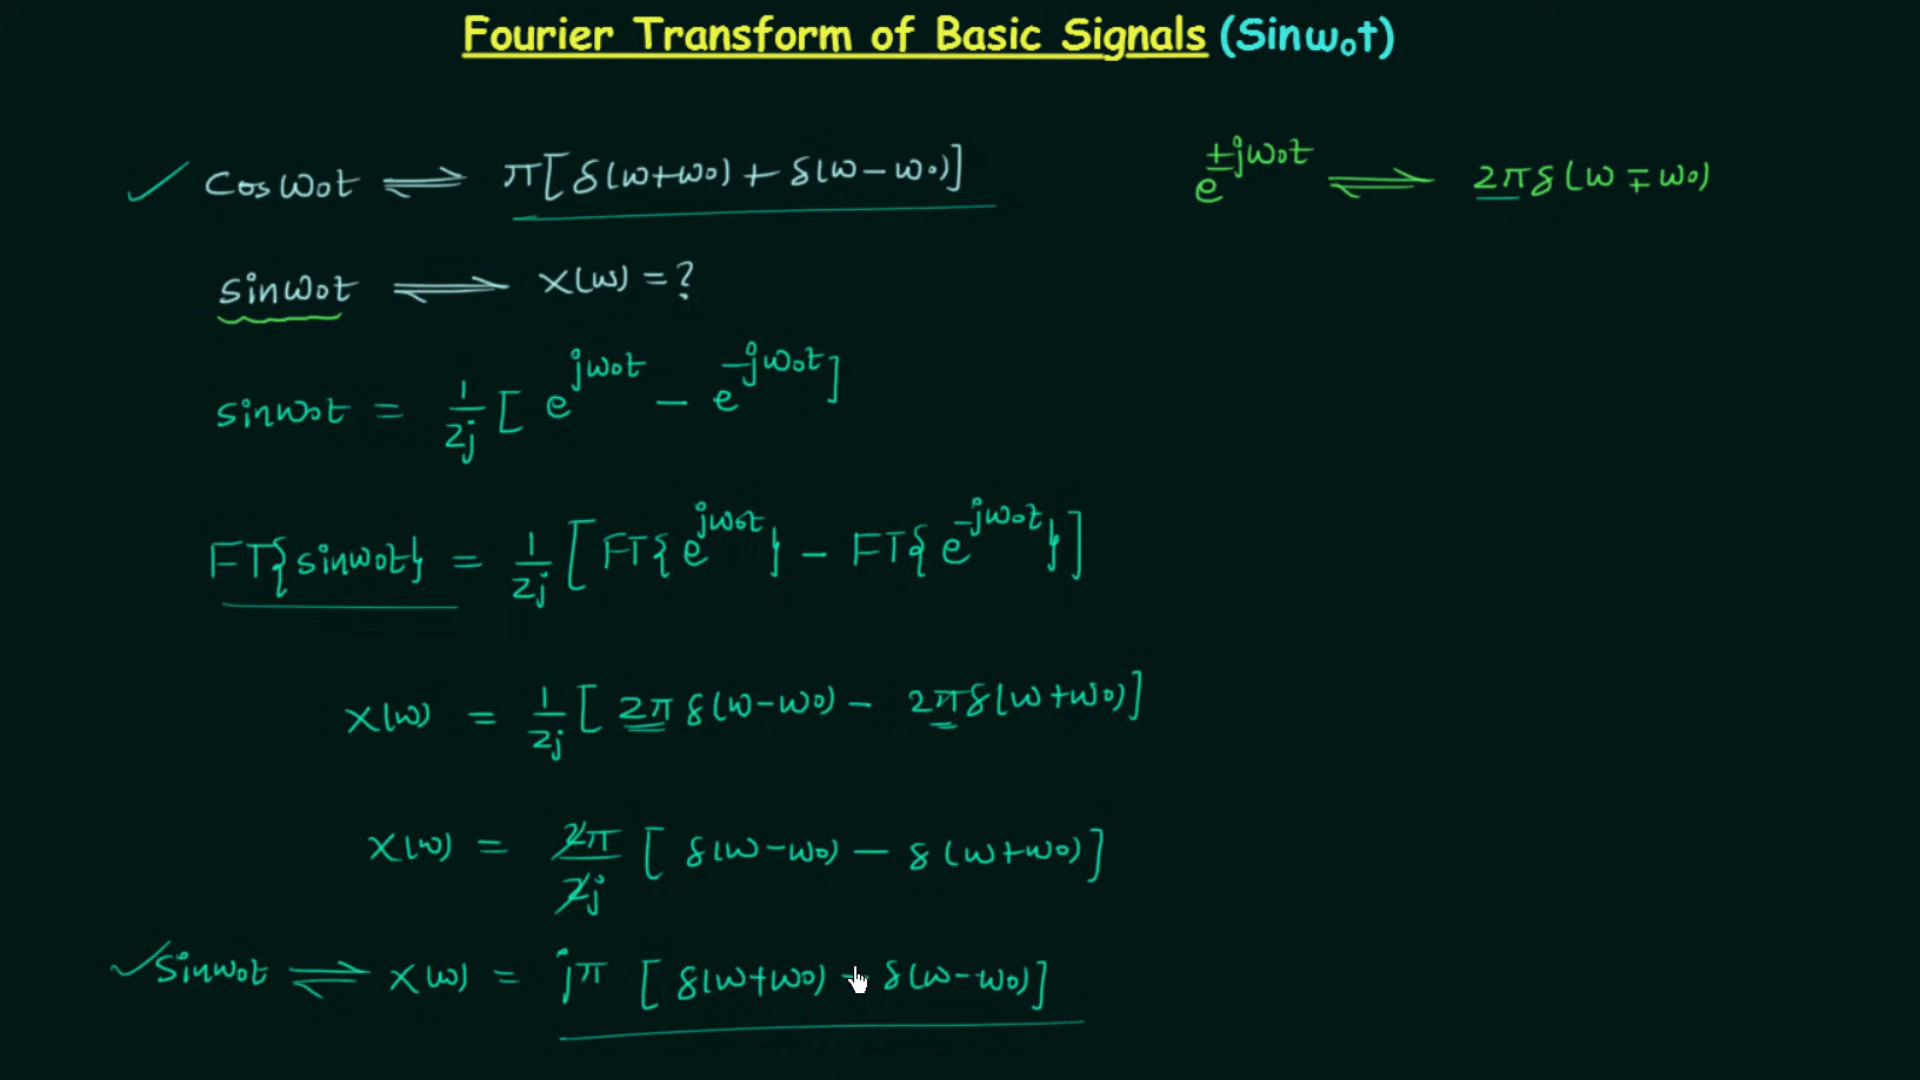 Fourier Transform of Basic Signals (Sinω₀t)
Cosω₀t ⇌ π[δ(ω+ω₀) + δ(ω-ω₀)]
e^{±jω₀t} ⇌ 2πδ(ω∓ω₀)
sinω₀t ⇌ X(ω) = ?
sinω₀t = 1/2j [e^{jω₀t} - e^{-jω₀t}]
FT{sinω₀t} = 1/2j [FT{e^{jω₀t}} - FT{e^{-jω₀t}}]
X(ω) = 1/2j [2πδ(ω-ω₀) - 2πδ(ω+ω₀)]
X(ω) = 2π/2j [δ(ω-ω₀) - δ(ω+ω₀)]
Sinω₀t ⇌ X(ω) = jπ [δ(ω+ω₀) - δ(ω-ω₀)]